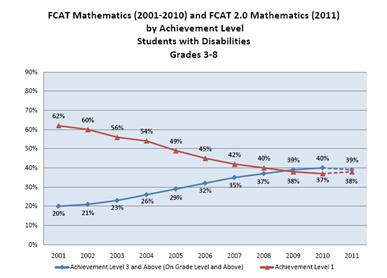 FCAT Mathematics (2001-2010) and FCAT 2.0 Mathematics (2011)
by Achievement Level
Students with Disabilities
Grades 3-8
90%
80%
70%
60%
50%
40%
30%
20%
10%
0%
62% 60% 56% 54% 49% 45% 42% 40% 39% 40% 39%
20% 21% 23% 26% 29% 32% 35% 37% 38% 37% 38%
2001 2002 2003 2004 2005 2006 2007 2008 2009 2010 2011
Achievement Level 3 and Above (On Grade Level and Above) Achievement Level 1